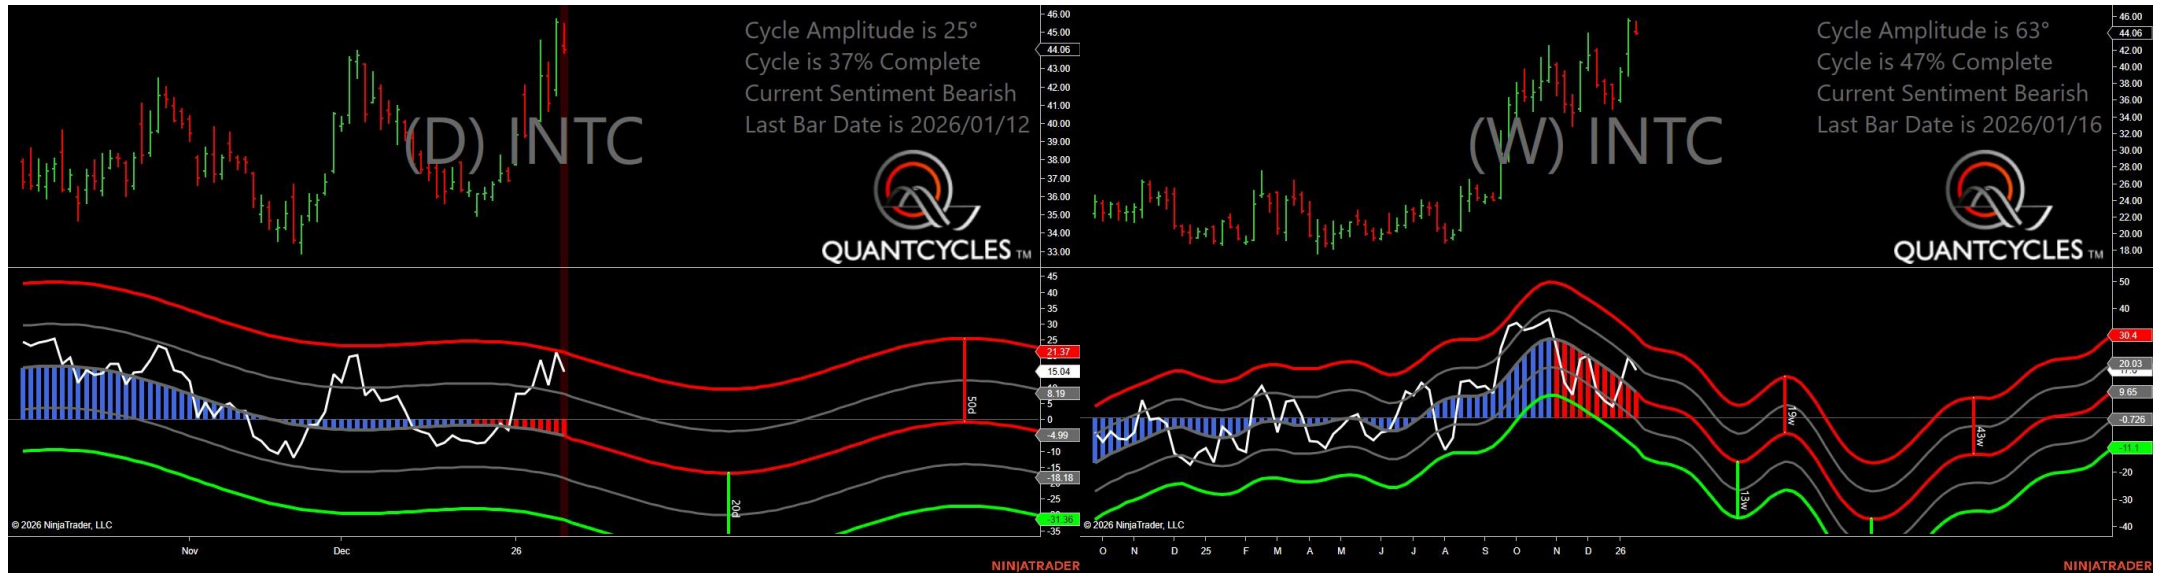 Cycle Amplitude is 25°
Cycle is 37% Complete
Current Sentiment Bearish
Last Bar Date is 2026/01/12
(D) INTC
QUANTCYCLES TM
46.00
45.00
44.06
43.00
42.00
41.00
40.00
39.00
38.00
37.00
36.00
35.00
34.00
33.00
45
40
35
30
25
21.37
15.04
8.19
5
0
-4.99
-10
-15
-18.18
-25
-31.36
-35
50d
20d
© 2026 NinjaTrader, LLC
Nov
Dec
26
NINJATRADER
Cycle Amplitude is 63°
Cycle is 47% Complete
Current Sentiment Bearish
Last Bar Date is 2026/01/16
(W) INTC
QUANTCYCLES TM
46.00
44.06
42.00
40.00
38.00
36.00
34.00
32.00
30.00
28.00
26.00
24.00
22.00
20.00
18.00
50
40
30.4
20.03
9.65
-0.726
-11.1
-20
-30
-40
19w
43w
13w
© 2026 NinjaTrader, LLC
O
N
D
25
F
M
A
M
J
J
A
S
O
N
D
26
NINJATRADER